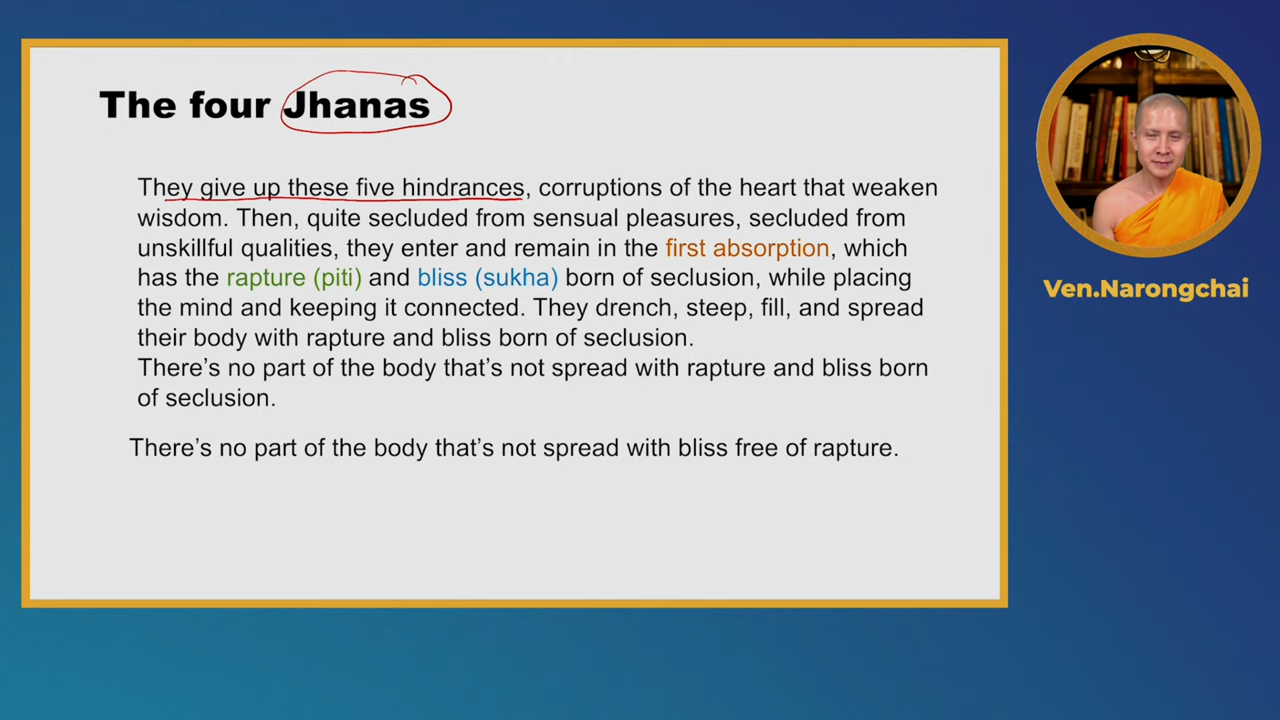 The four Jhanas
They give up these five hindrances, corruptions of the heart that weaken
wisdom. Then, quite secluded from sensual pleasures, secluded from
unskillful qualities, they enter and remain in the first absorption, which
has the rapture (piti) and bliss (sukha) born of seclusion, while placing
the mind and keeping it connected. They drench, steep, fill, and spread
their body with rapture and bliss born of seclusion.
There’s no part of the body that’s not spread with rapture and bliss born
of seclusion.
There’s no part of the body that’s not spread with bliss free of rapture.
Ven.Narongchai